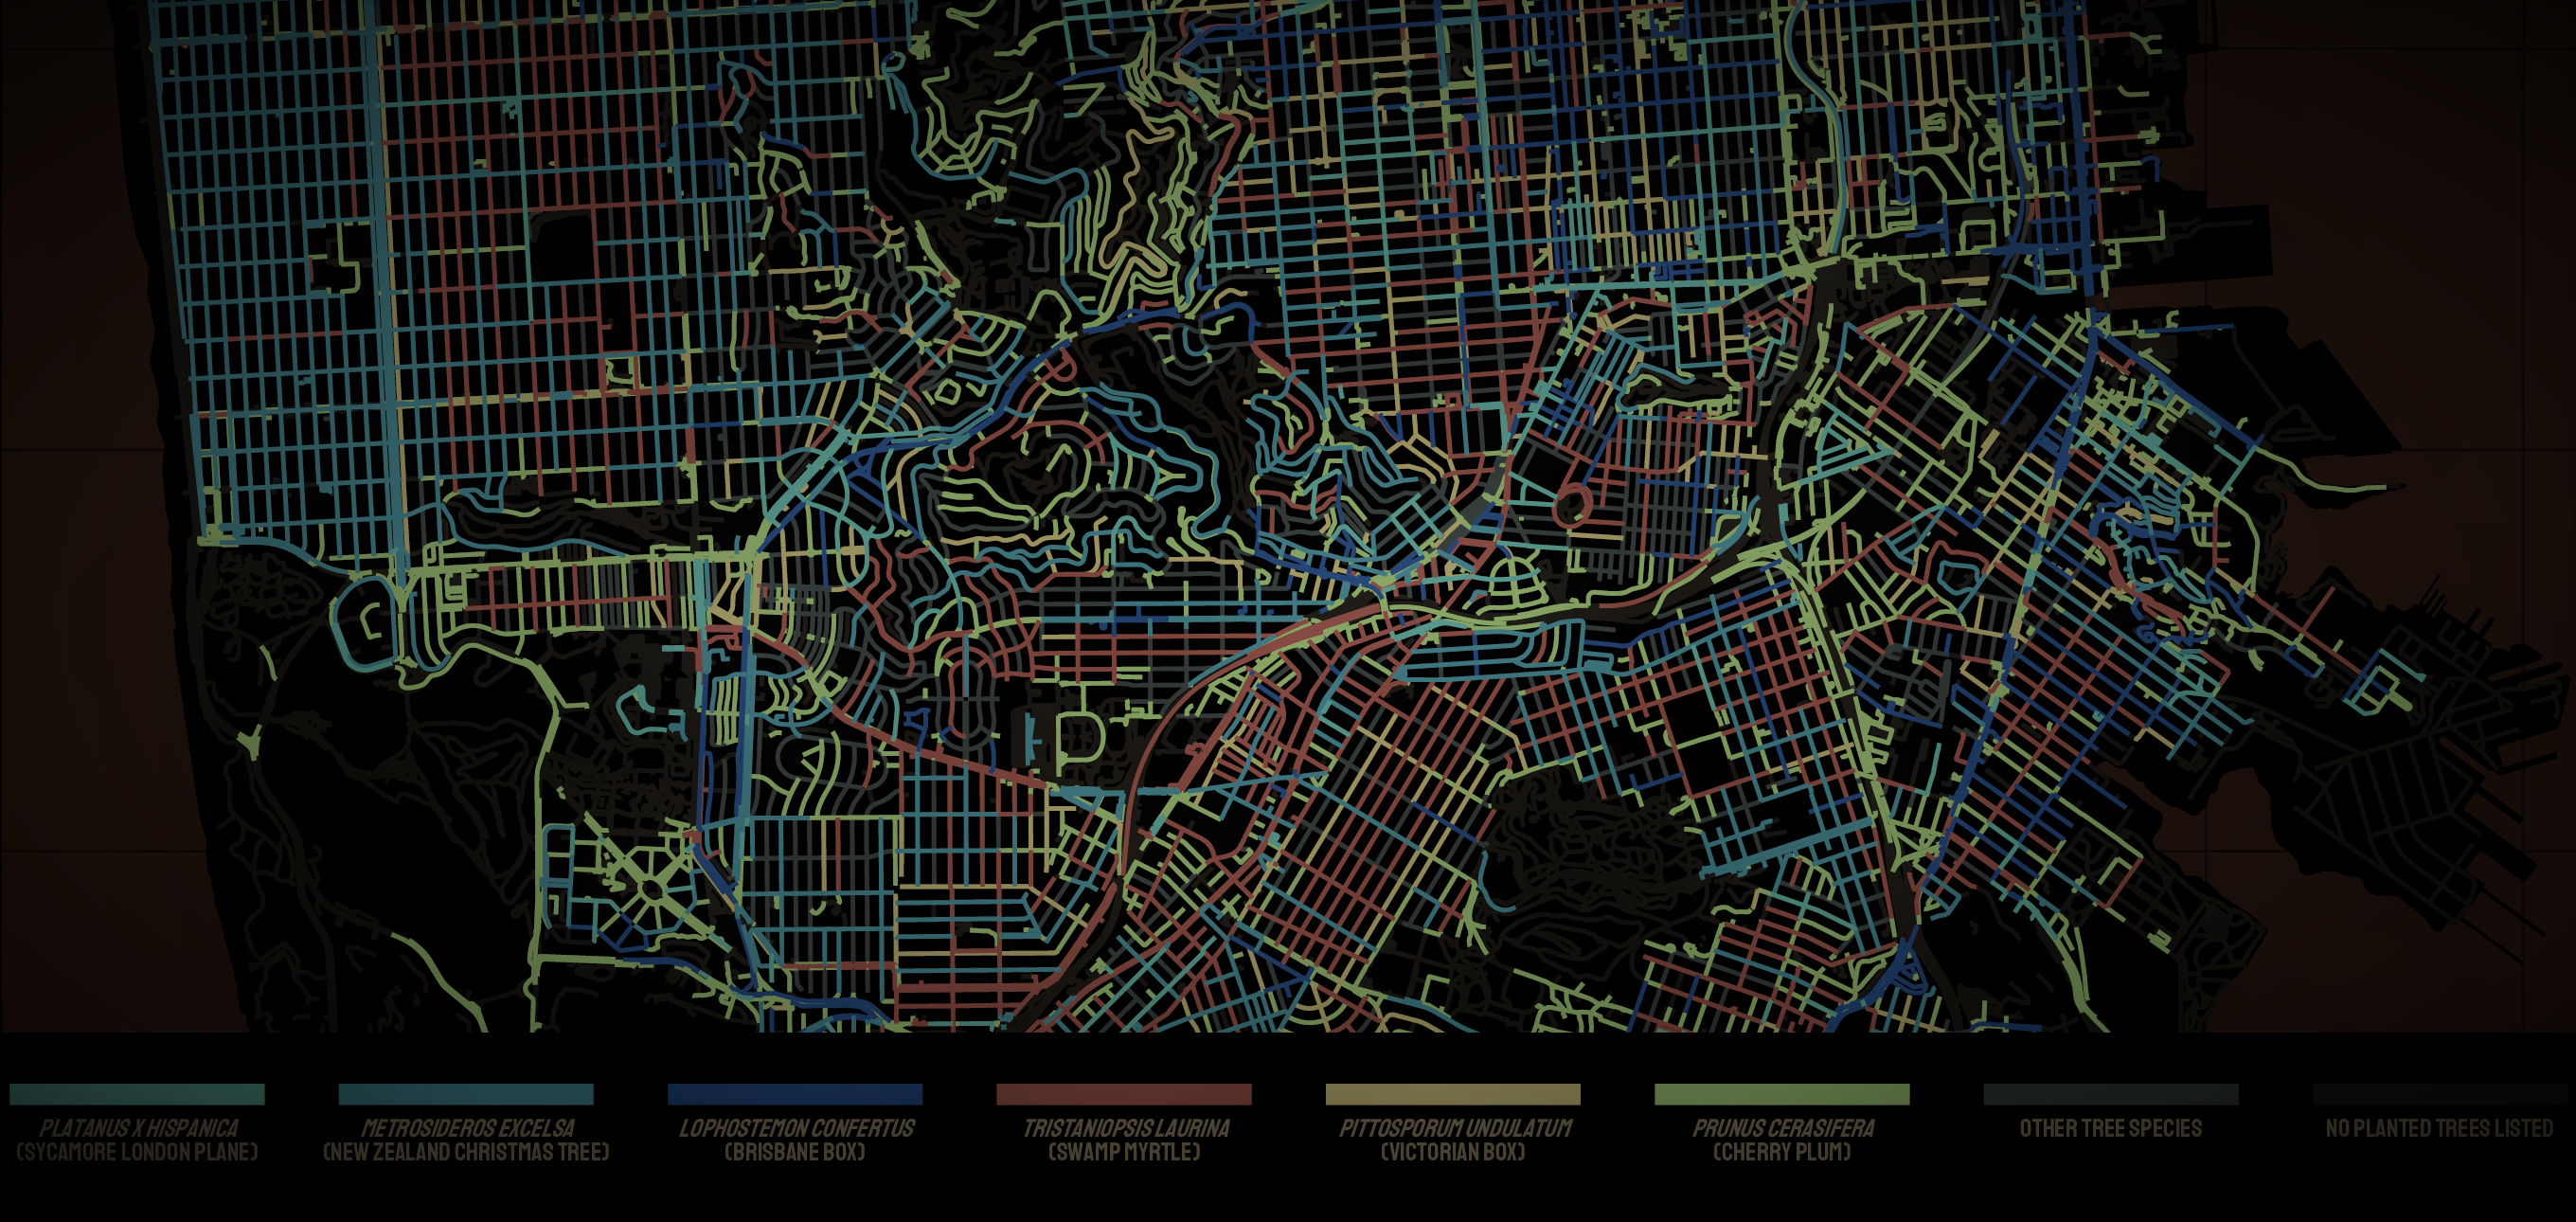 PLATANUS X HISPANICA
(SYCAMORE LONDON PLANE)
METROSIDEROS EXCELSA
(NEW ZEALAND CHRISTMAS TREE)
LOPHOSTEMON CONFERTUS
(BRISBANE BOX)
TRISTANIOPSIS LAURINA
(SWAMP MYRTLE)
PITTOSPORUM UNDULATUM
(VICTORIAN BOX)
PRUNUS CERASIFERA
(CHERRY PLUM)
OTHER TREE SPECIES
NO PLANTED TREES LISTED